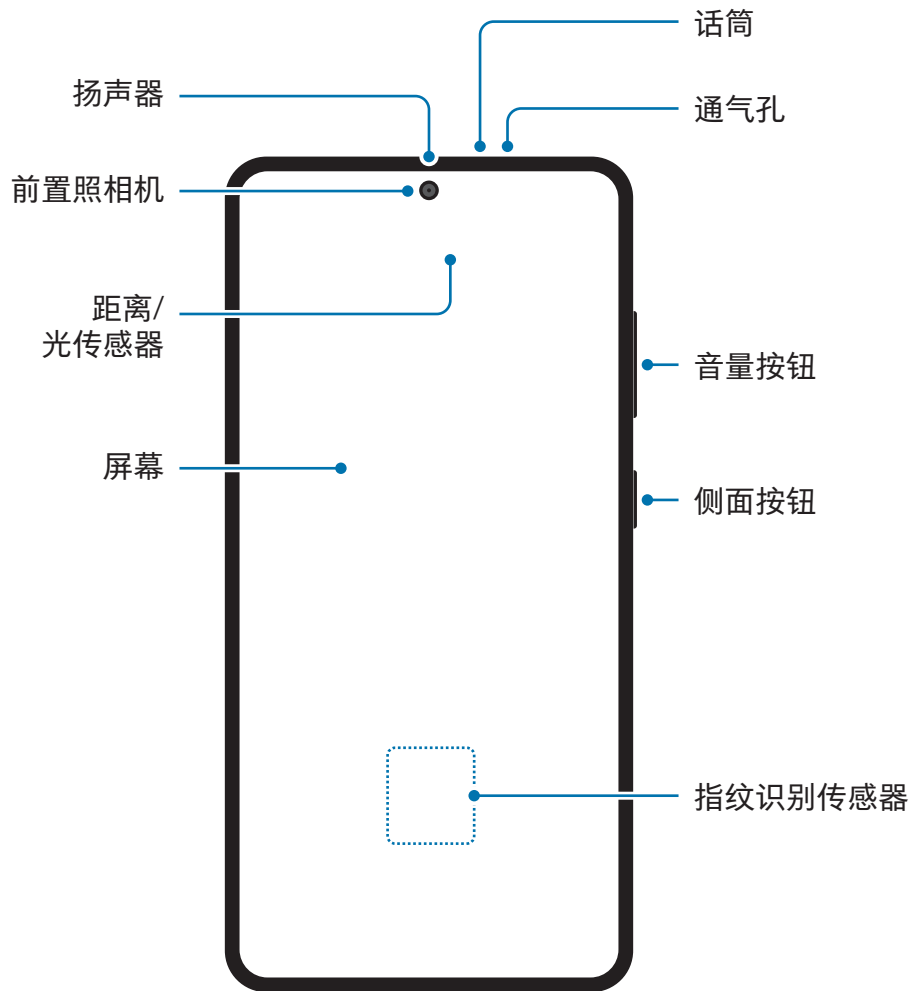 话筒
扬声器
通气孔
前置照相机
距离/
光传感器
音量按钮
屏幕
侧面按钮
指纹识别传感器